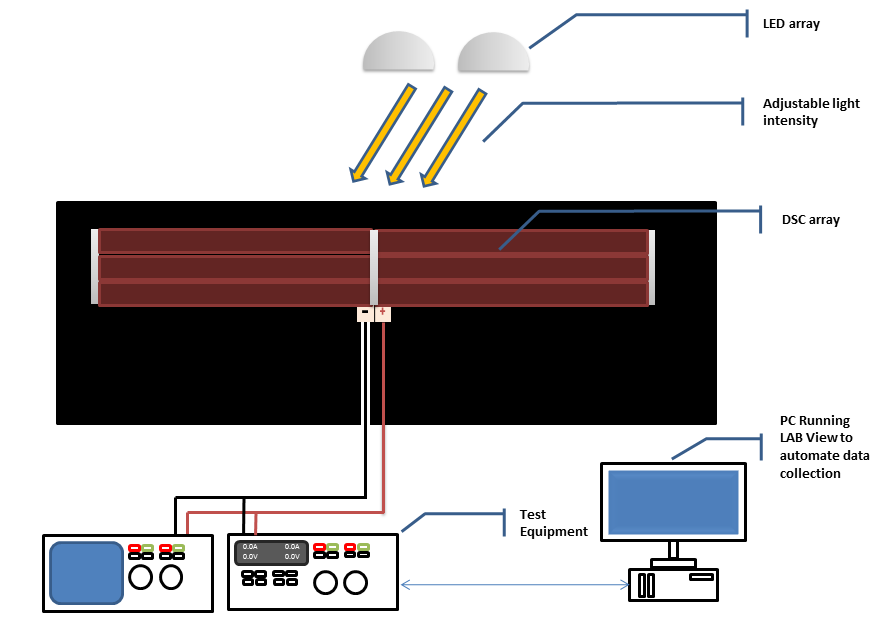 LED array
Adjustable light
intensity
DSC array
- +
PC Running
LAB View to
automate data
collection
Test
Equipment
0.0A 0.0A
0.0V 0.0V